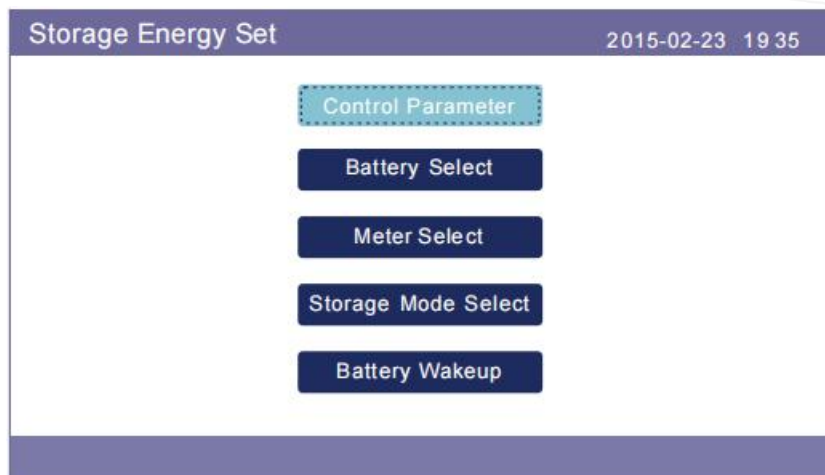 Storage Energy Set
2015-02-23 19 35
Control Parameter
Battery Select
Meter Select
Storage Mode Select
Battery Wakeup